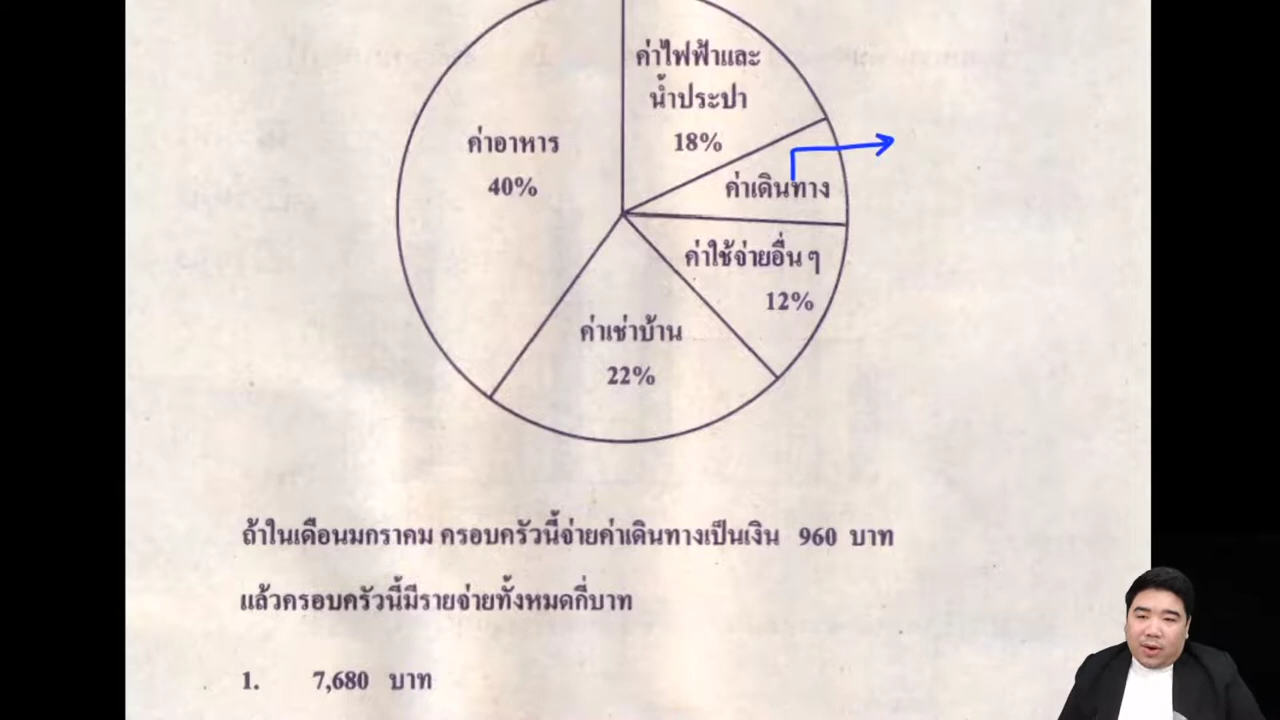 ค่าไฟฟ้าและ
น้ำประปา
18%
ค่าอาหาร
40%
ค่าเดินทาง
ค่าใช้จ่ายอื่น ๆ
12%
ค่าเช่าบ้าน
22%
ถ้าในเดือนมกราคม ครอบครัวนี้จ่ายค่าเดินทางเป็นเงิน 960 บาท
แล้วครอบครัวนี้มีรายจ่ายทั้งหมดกี่บาท
1. 7,680 บาท